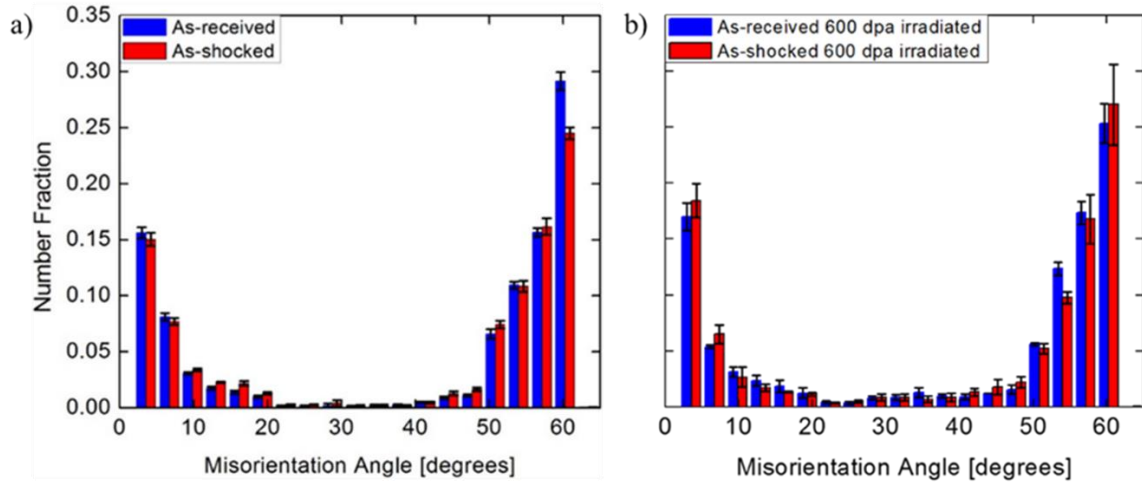 a)
As-received
As-shocked
0.35
0.30
0.25
0.20
0.15
0.10
0.05
0.00
Number Fraction
0 10 20 30 40 50 60
Misorientation Angle [degrees]
b)
As-received 600 dpa irradiated
As-shocked 600 dpa irradiated
0 10 20 30 40 50 60
Misorientation Angle [degrees]